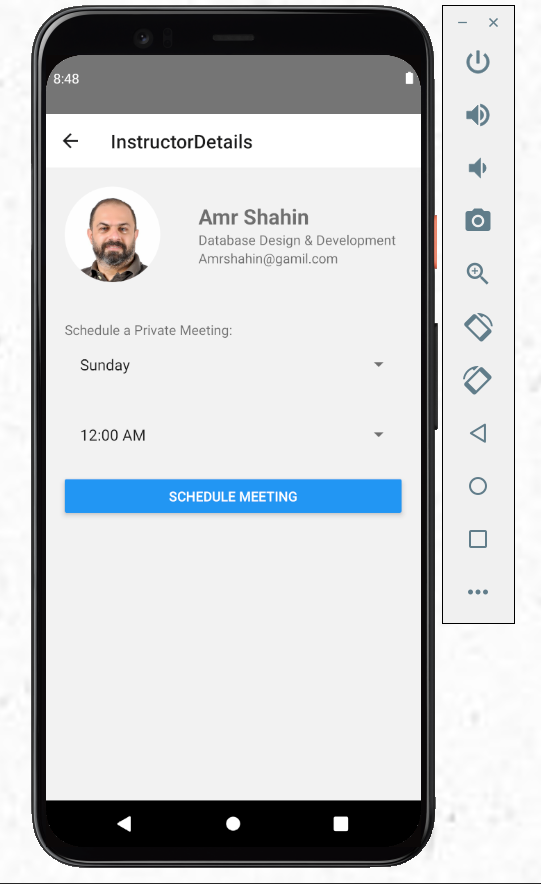 8:48
InstructorDetails
Amr Shahin
Database Design & Development
Amrshahin@gamil.com
Schedule a Private Meeting:
Sunday
12:00 AM
SCHEDULE MEETING